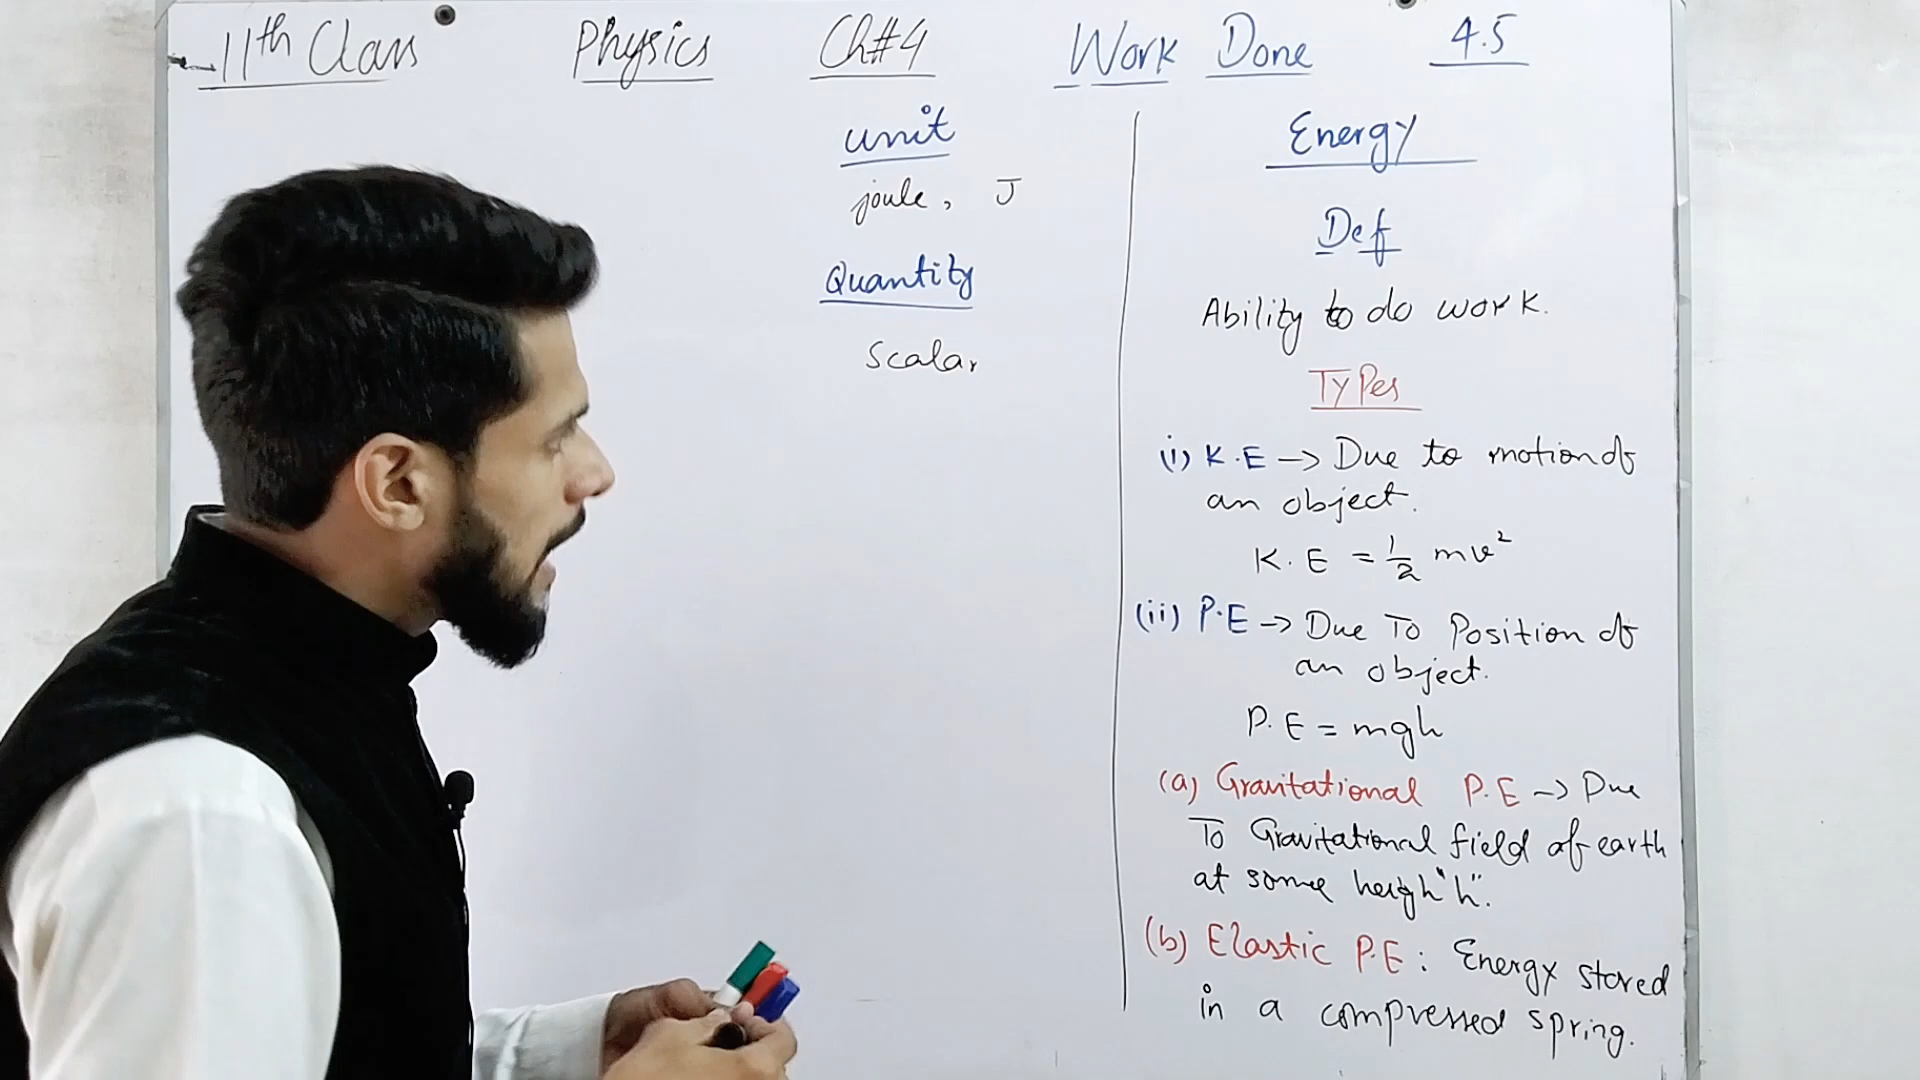 11th Class Physics Ch#4 Work Done 4.5
unit
joule, J
Quantity
Scalar
Energy
Def
Ability to do work.
Types
(i) K.E → Due to motion of
an object.
K.E = 1/2 mv²
(ii) P.E → Due To Position of
an object.
P.E = mgh
(a) Gravitational P.E → Due
To Gravitational field of earth
at some heigh "h".
(b) Elastic P.E : Energy stored
in a compressed spring.